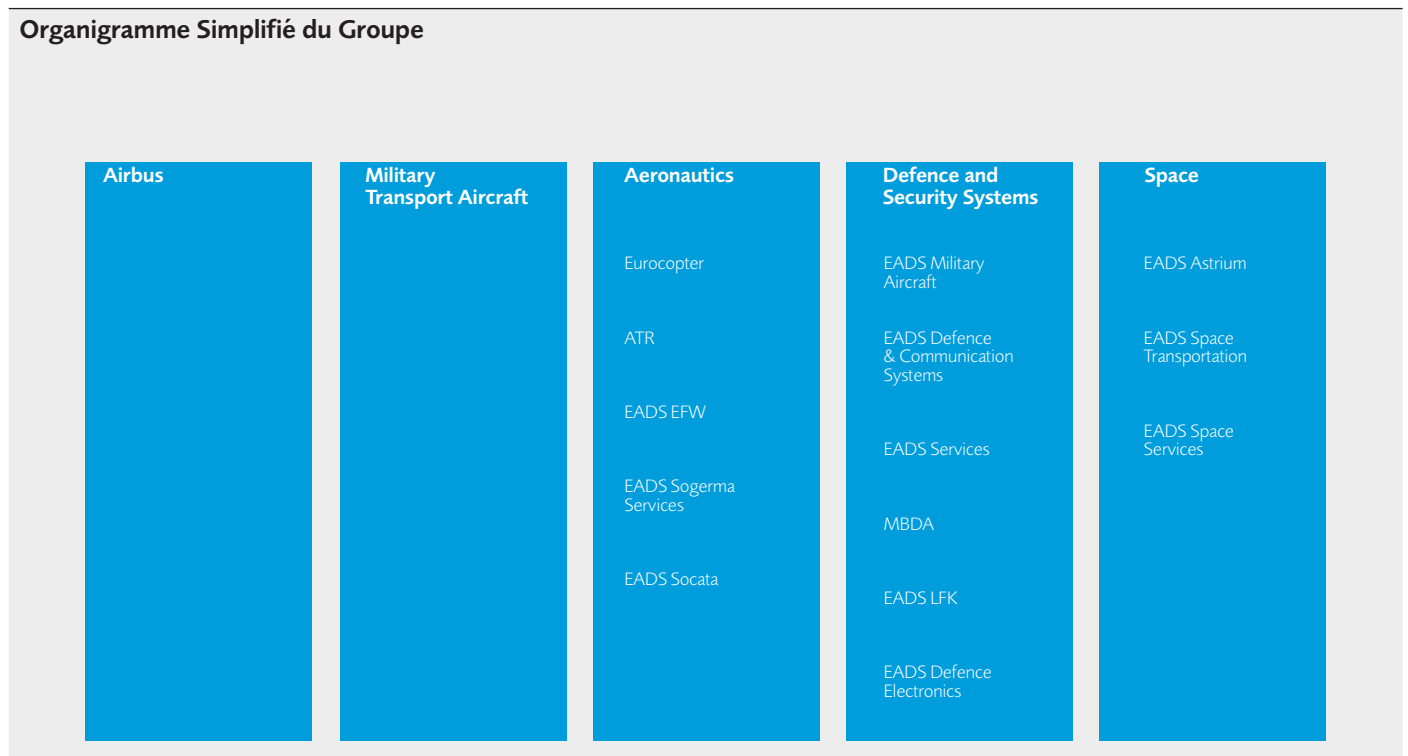 Organigramme Simplifié du Groupe
Airbus
Military
Transport Aircraft
Aeronautics
Eurocopter
ATR
EADS EFW
EADS Sogerma
Services
EADS Socata
Defence and
Security Systems
EADS Military
Aircraft
EADS Defence
& Communication
Systems
EADS Services
MBDA
EADS LFK
EADS Defence
Electronics
Space
EADS Astrium
EADS Space
Transportation
EADS Space
Services